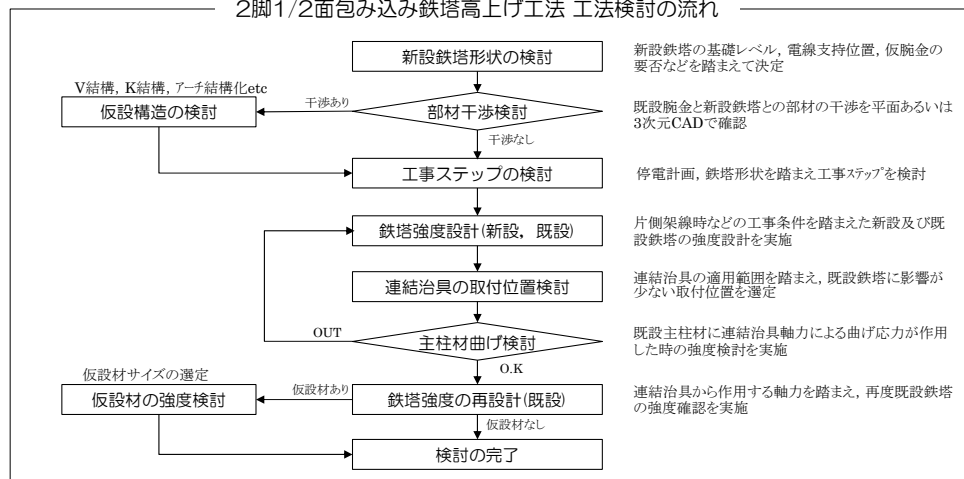 2脚1/2面包み込み鉄塔高上げ工法 工法検討の流れ
新設鉄塔形状の検討
新設鉄塔の基礎レベル，電線支持位置，仮腕金の
要否などを踏まえて決定
V結構，K結構，アーチ結構化etc
仮設構造の検討
干渉あり
部材干渉検討
既設腕金と新設鉄塔との部材の干渉を平面あるいは
3次元CADで確認
干渉なし
工事ステップの検討
停電計画，鉄塔形状を踏まえ工事ステップを検討
鉄塔強度設計(新設，既設)
片側架線時などの工事条件を踏まえた新設及び既
設鉄塔の強度設計を実施
連結治具の取付位置検討
連結治具の適用範囲を踏まえ，既設鉄塔に影響が
少ない取付位置を選定
OUT
主柱材曲げ検討
既設主柱材に連結治具軸力による曲げ応力が作用
した時の強度検討を実施
O.K
仮設材サイズの選定
仮設材の強度検討
仮設材あり
鉄塔強度の再設計(既設)
連結治具から作用する軸力を踏まえ，再度既設鉄塔
の強度確認を実施
仮設材なし
検討の完了